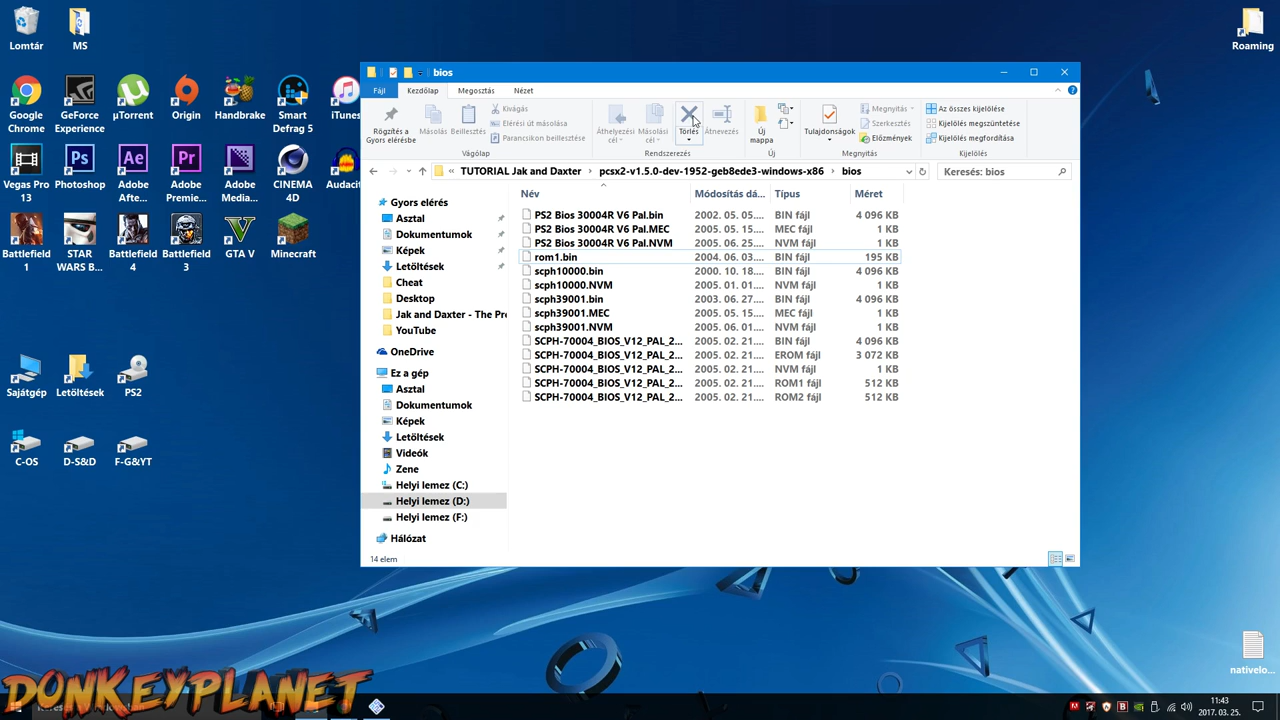 Lomtár
MS
Roaming
Google Chrome
GeForce Experience
µTorrent
Origin
Handbrake
Smart Defrag 5
iTunes
Vegas Pro 13
Photoshop
Adobe After...
Adobe Premie...
Adobe Media...
CINEMA 4D
Audacit
Battlefield 1
STAR WARS B...
Battlefield 4
Battlefield 3
GTA V
Minecraft
Sajátgép
Letöltések
PS2
C-OS
D-S&D
F-G&YT
bios
Fájl
Kezdőlap
Megosztás
Nézet
Rögzítés a Gyors elérésbe
Másolás
Beillesztés
Kivágás
Elérési út másolása
Parancsikon beillesztése
Vágólap
Áthelyezési cél
Másolási cél
Törlés
Átnevezés
Rendszerezés
Új mappa
Új
Tulajdonságok
Megnyitás
Szerkesztés
Előzmények
Megnyitás
Az összes kijelölése
Kijelölés megszüntetése
Kijelölés megfordítása
Kijelölés
« TUTORIAL Jak and Daxter › pcsx2-v1.5.0-dev-1952-geb8ede3-windows-x86 › bios
Keresés: bios
Gyors elérés
Asztal
Dokumentumok
Képek
Letöltések
Cheat
Desktop
Jak and Daxter - The Pr
YouTube
OneDrive
Ez a gép
Asztal
Dokumentumok
Képek
Letöltések
Videók
Zene
Helyi lemez (C:)
Helyi lemez (D:)
Helyi lemez (F:)
Hálózat
Név Módosítás dá... Típus Méret
PS2 Bios 30004R V6 Pal.bin 2002. 05. 05.... BIN fájl 4 096 KB
PS2 Bios 30004R V6 Pal.MEC 2005. 05. 15.... MEC fájl 1 KB
PS2 Bios 30004R V6 Pal.NVM 2005. 06. 25.... NVM fájl 1 KB
rom1.bin 2004. 06. 03.... BIN fájl 195 KB
scph10000.bin 2000. 10. 18.... BIN fájl 4 096 KB
scph10000.NVM 2005. 01. 01.... NVM fájl 1 KB
scph39001.bin 2003. 06. 27.... BIN fájl 4 096 KB
scph39001.MEC 2005. 05. 15.... MEC fájl 1 KB
scph39001.NVM 2005. 06. 01.... NVM fájl 1 KB
SCPH-70004_BIOS_V12_PAL_2... 2005. 02. 21.... BIN fájl 4 096 KB
SCPH-70004_BIOS_V12_PAL_2... 2005. 02. 21.... EROM fájl 3 072 KB
SCPH-70004_BIOS_V12_PAL_2... 2005. 02. 21.... NVM fájl 1 KB
SCPH-70004_BIOS_V12_PAL_2... 2005. 02. 21.... ROM1 fájl 512 KB
SCPH-70004_BIOS_V12_PAL_2... 2005. 02. 21.... ROM2 fájl 512 KB
14 elem
nativelo...
DONKEYPLANET
11:43
2017. 03. 25.